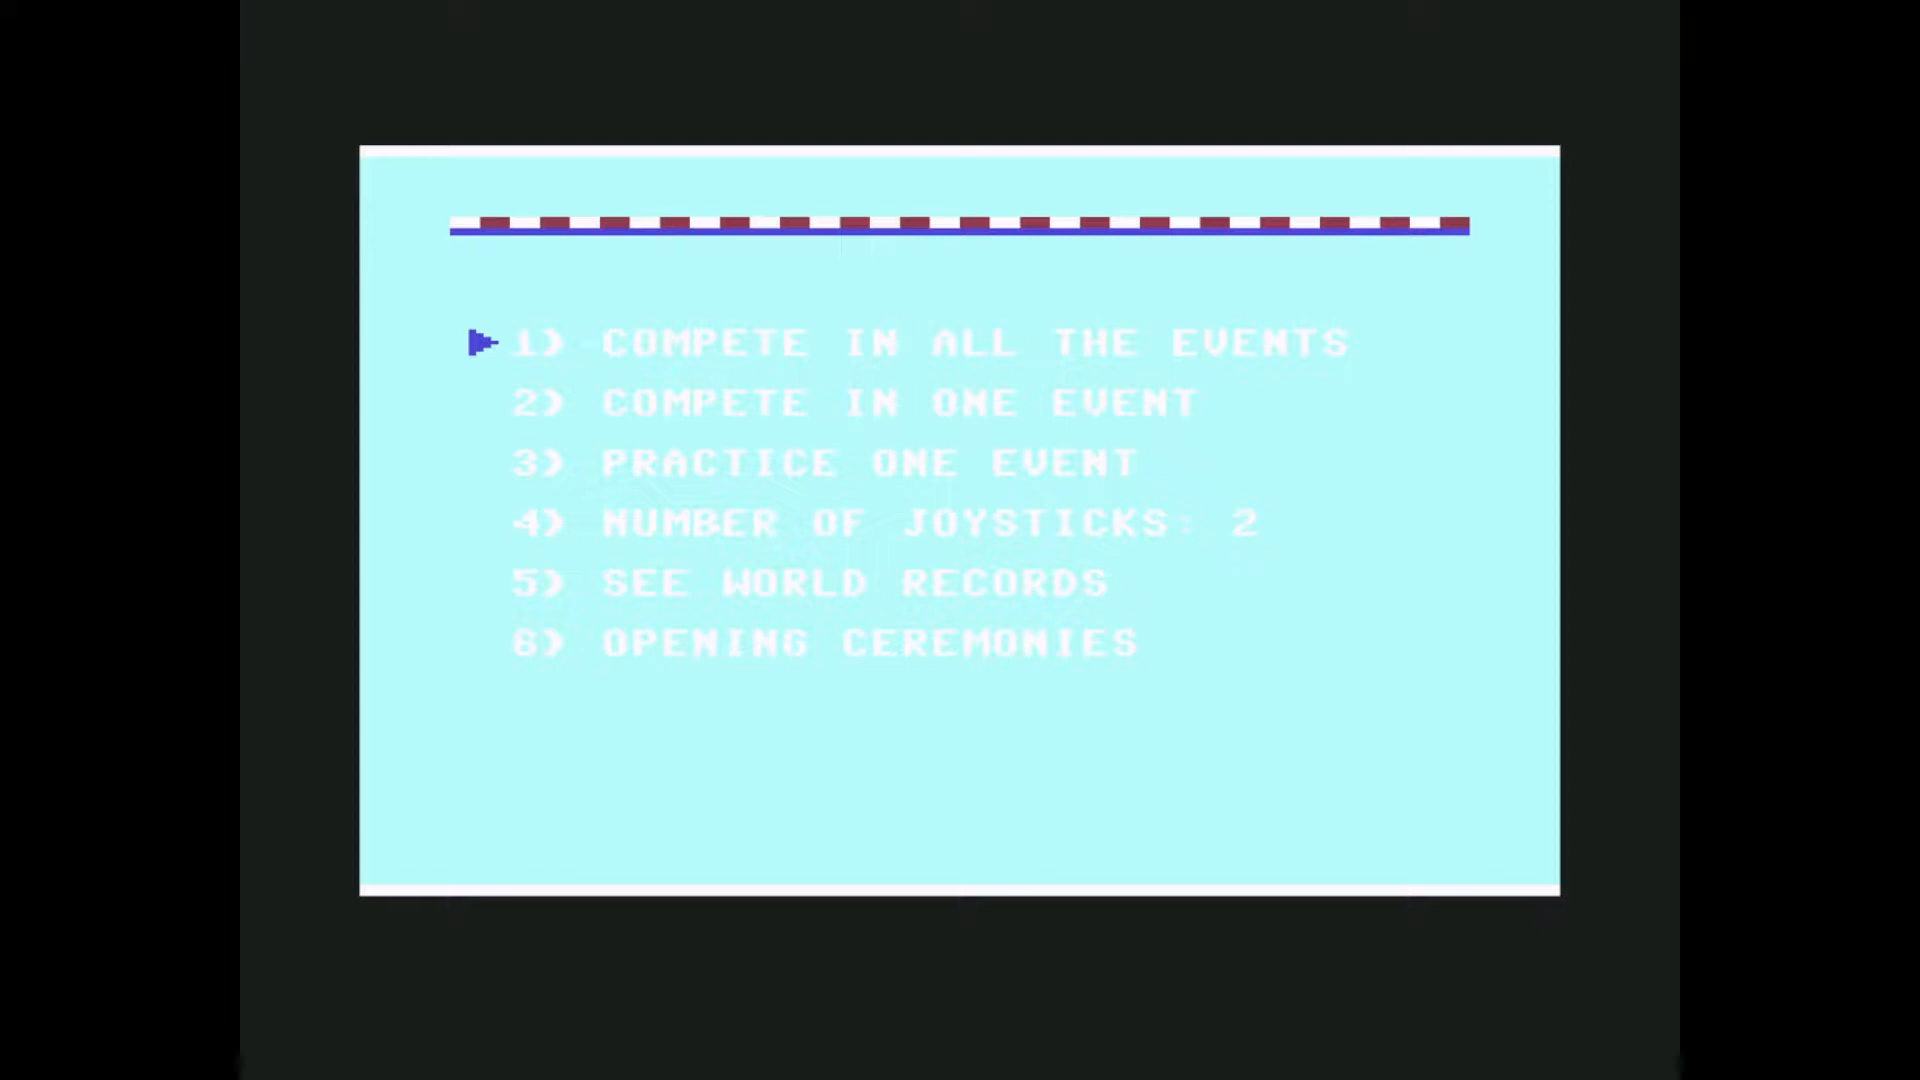 1) COMPETE IN ALL THE EVENTS
2) COMPETE IN ONE EVENT
3) PRACTICE ONE EVENT
4) NUMBER OF JOYSTICKS: 2
5) SEE WORLD RECORDS
6) OPENING CEREMONIES